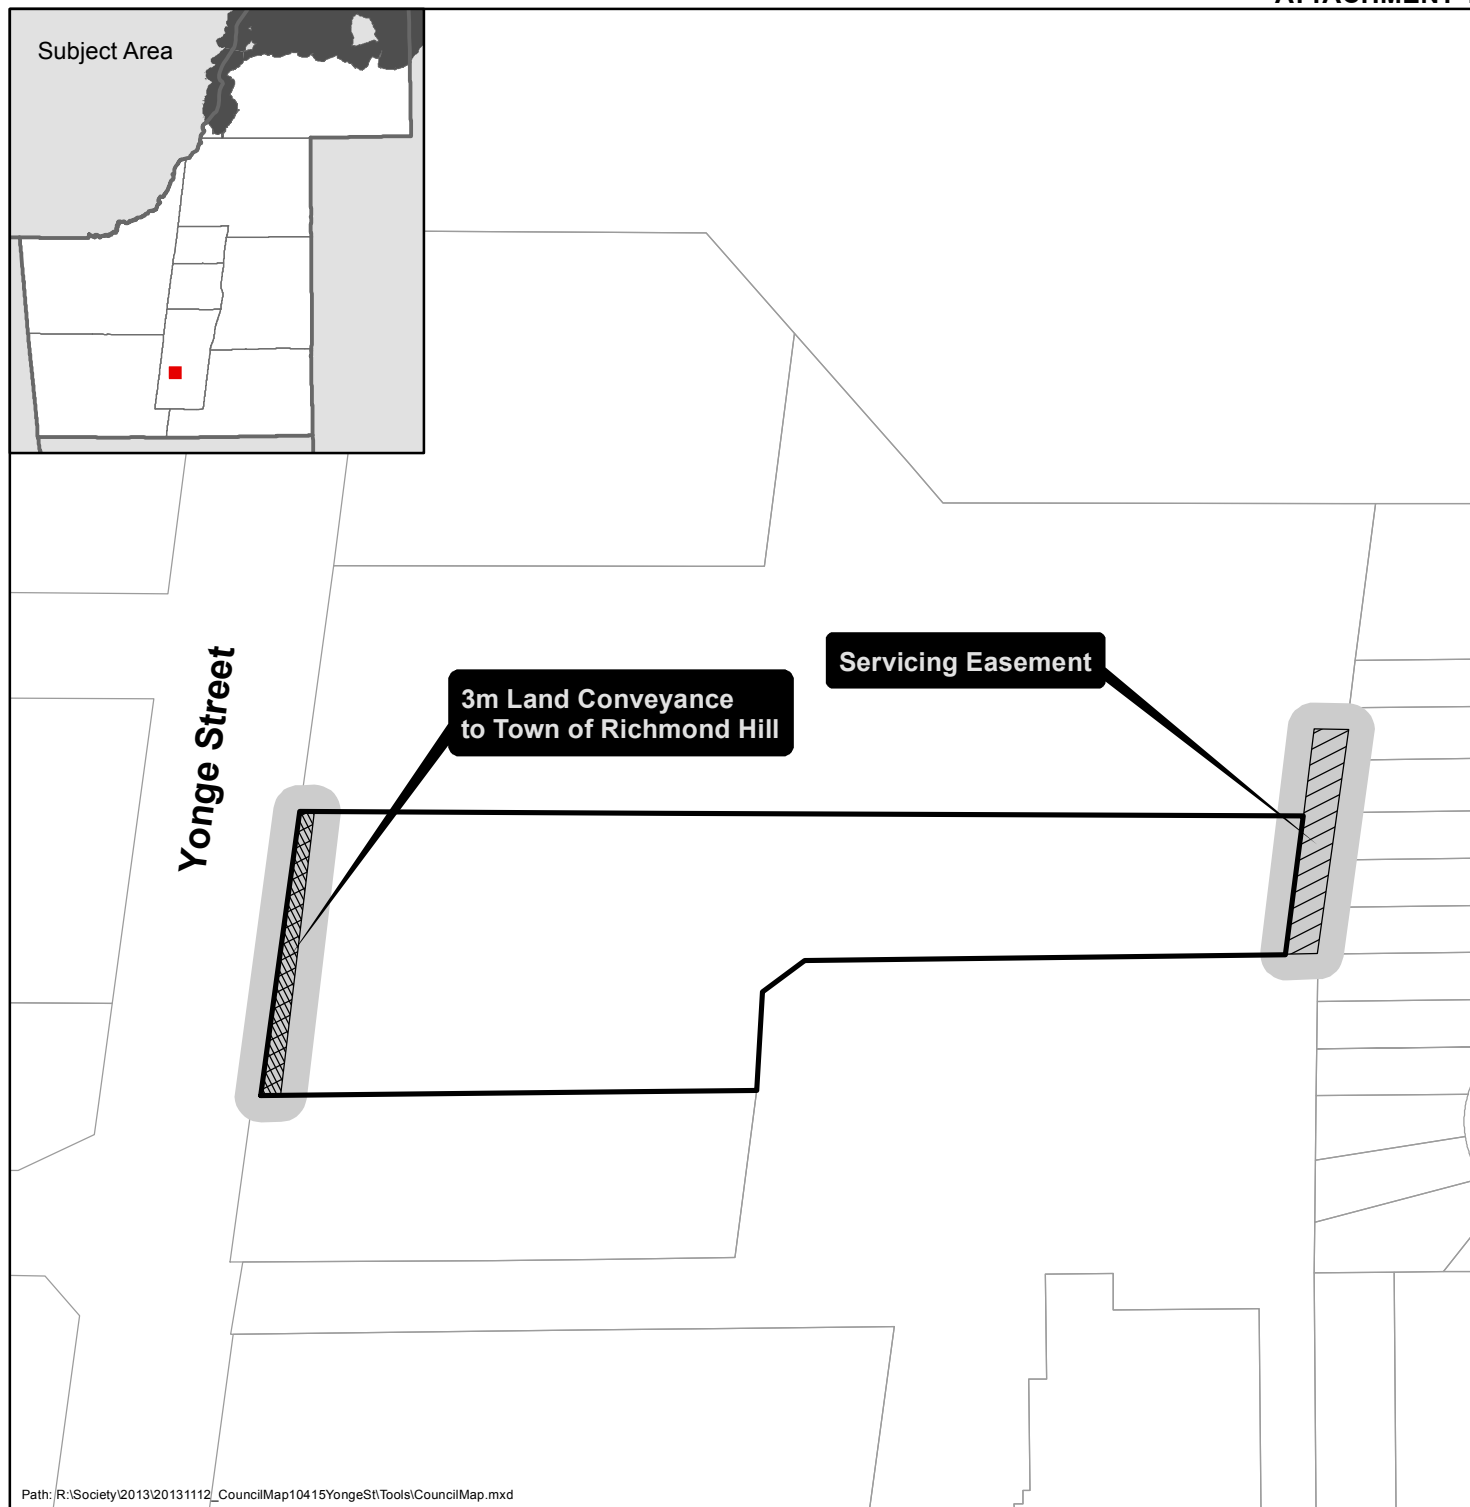 ATTACHMENT
Subject Area
Servicing Easement
3m Land Conveyance
to Town of Richmond Hill
Yonge Street
Path: R:\Society\2013\20131112_CouncilMap10415YongeSt\Tools\CouncilMap.mxd